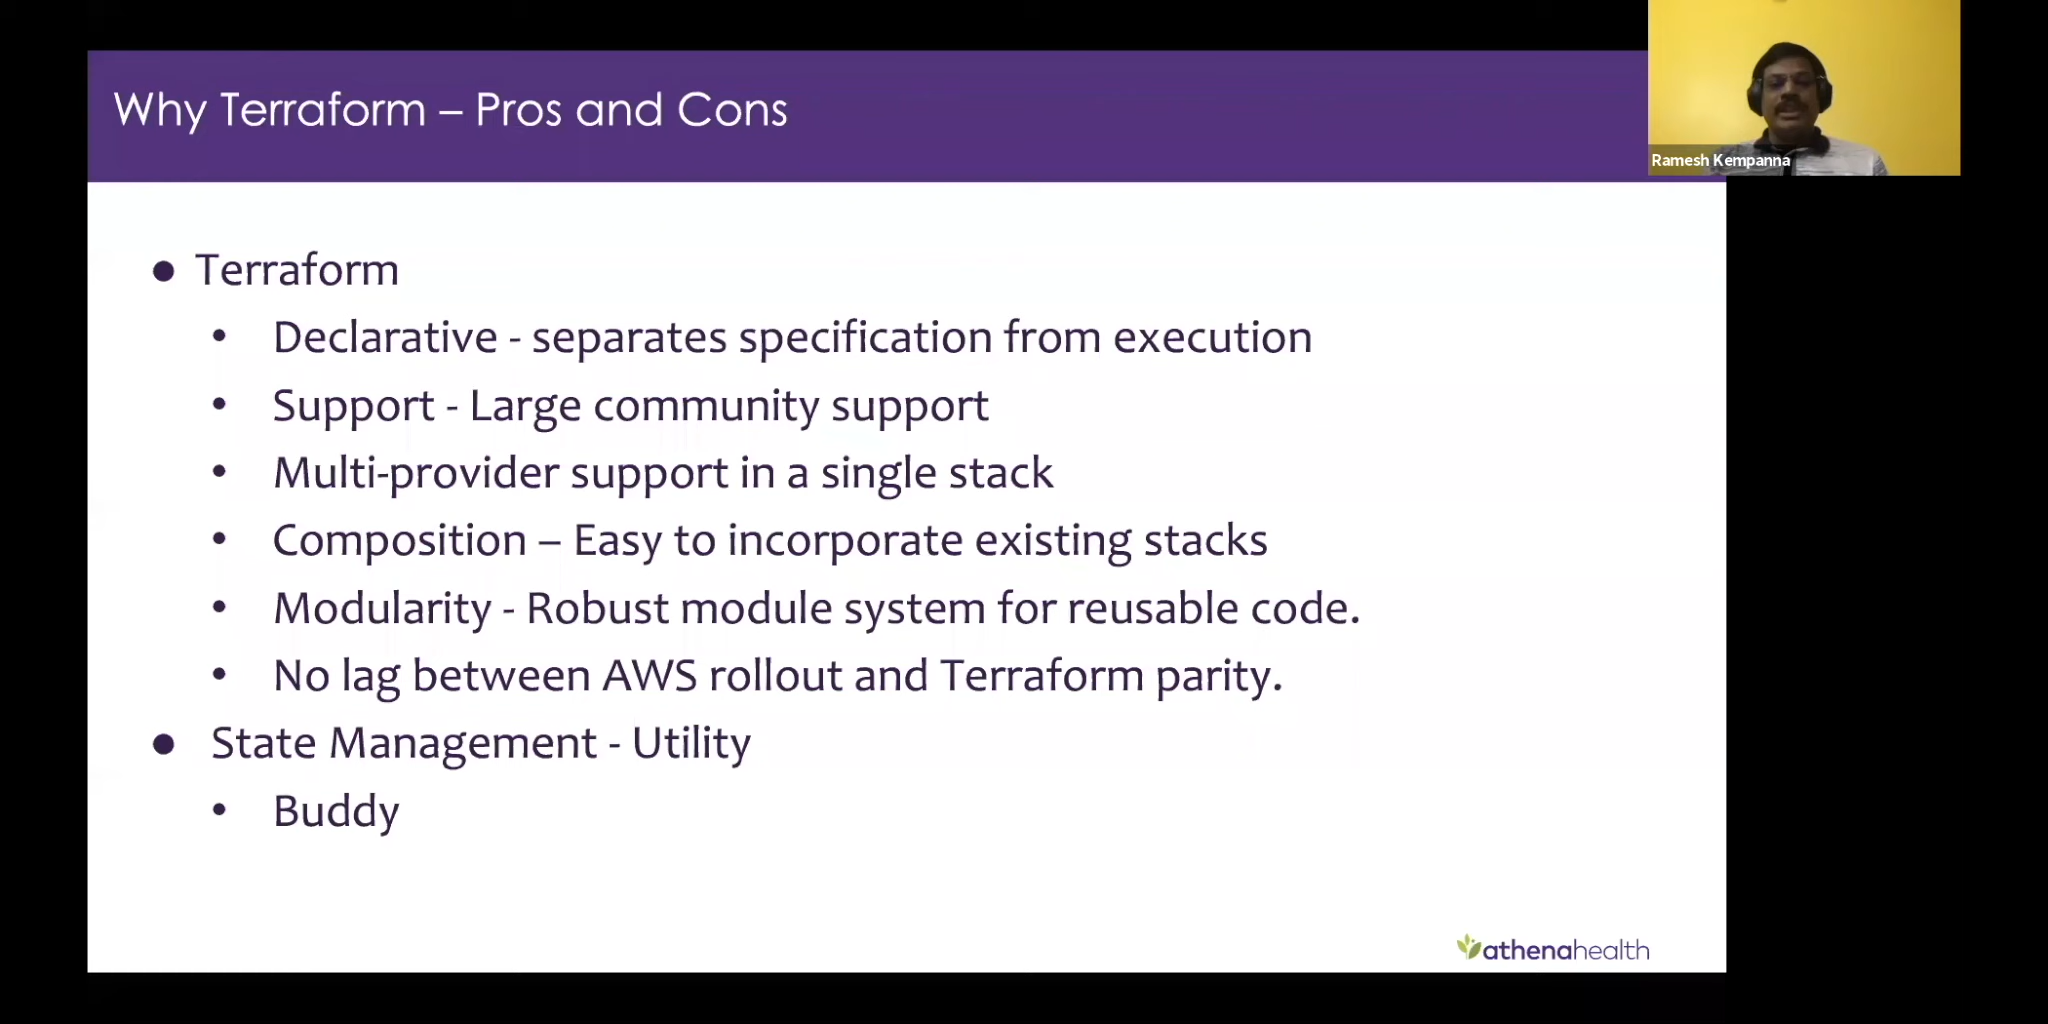 Why Terraform – Pros and Cons
Ramesh Kempanna
● Terraform
• Declarative - separates specification from execution
• Support - Large community support
• Multi-provider support in a single stack
• Composition – Easy to incorporate existing stacks
• Modularity - Robust module system for reusable code.
• No lag between AWS rollout and Terraform parity.
● State Management - Utility
• Buddy
athenahealth